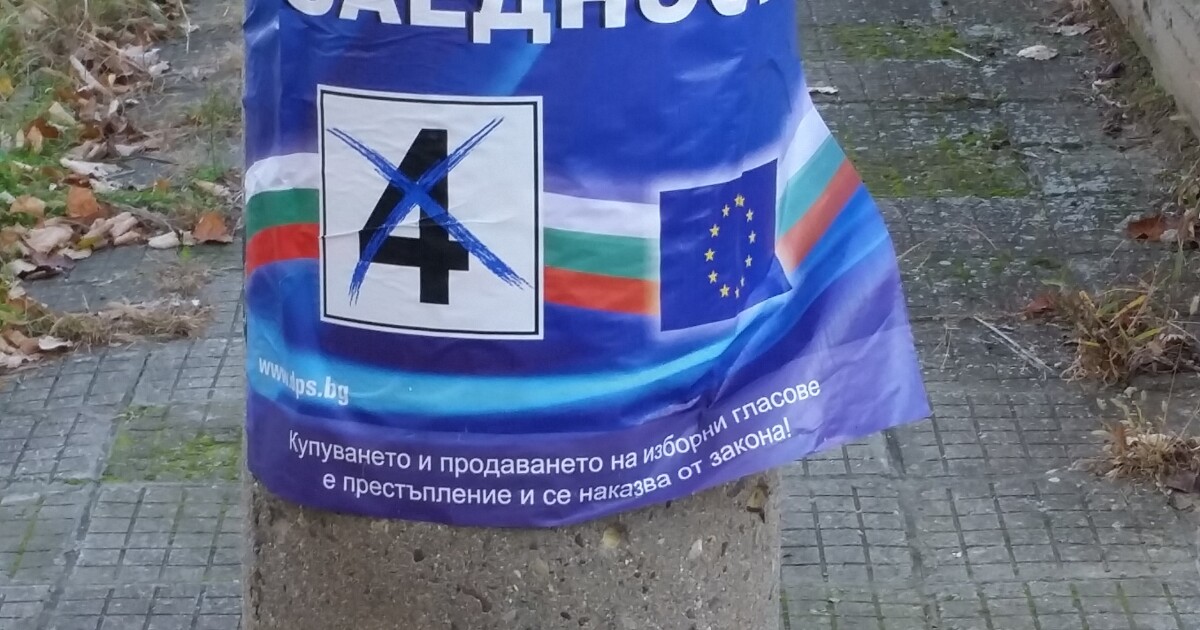 4
www.dps.bg
Купуването и продаването на изборни гласове
е престъпление и се наказва от закона!